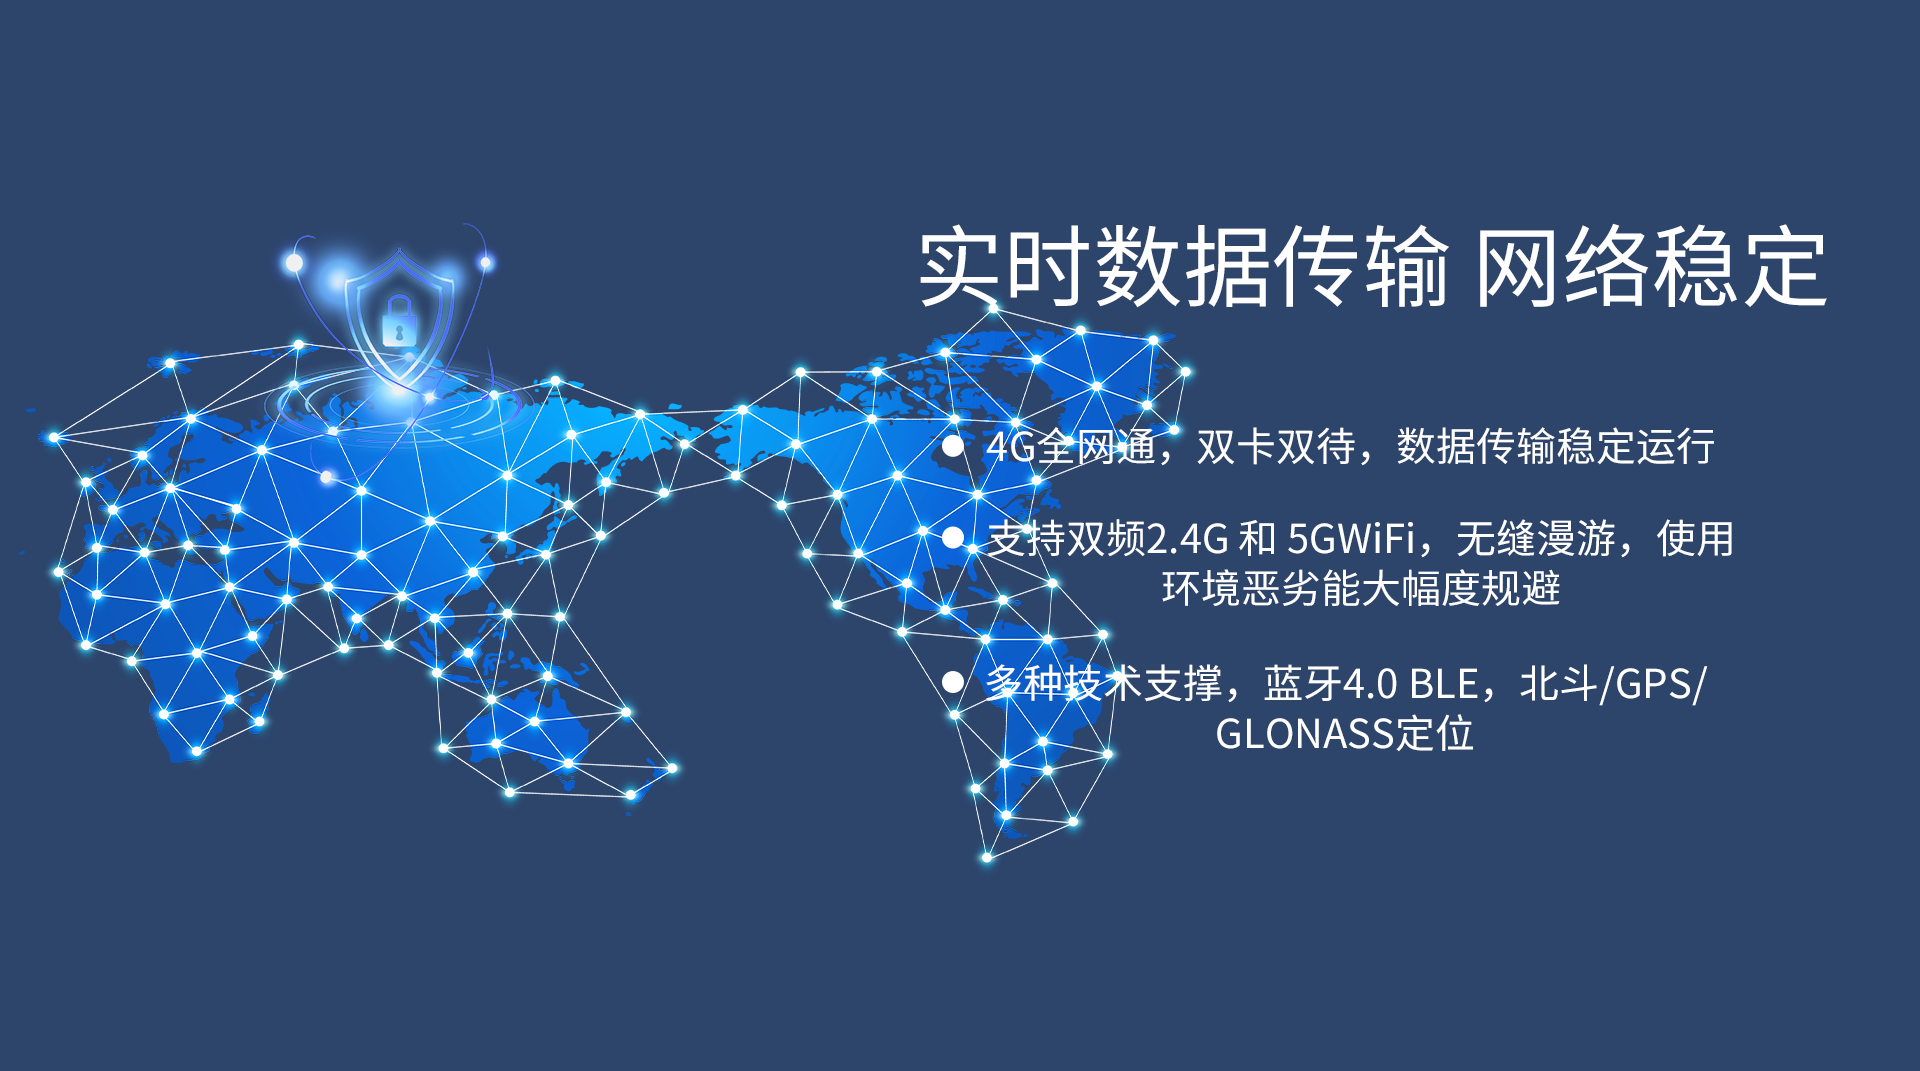 实时数据传输 网络稳定
4G全网通，双卡双待，数据传输稳定运行
支持双频2.4G 和 5GWiFi，无缝漫游，使用
环境恶劣能大幅度规避
多种技术支撑，蓝牙4.0 BLE，北斗/GPS/
GLONASS定位